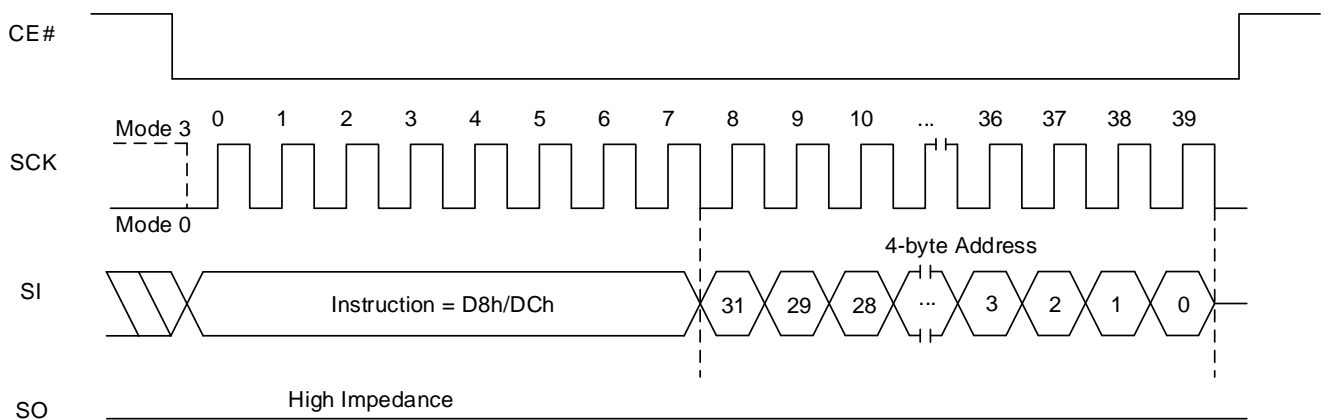 CE#
0 1 2 3 4 5 6 7 8 9 10 ... 36 37 38 39
Mode 3
SCK
Mode 0
4-byte Address
SI
Instruction = D8h/DCh 31 29 28 ... 3 2 1 0
High Impedance
SO